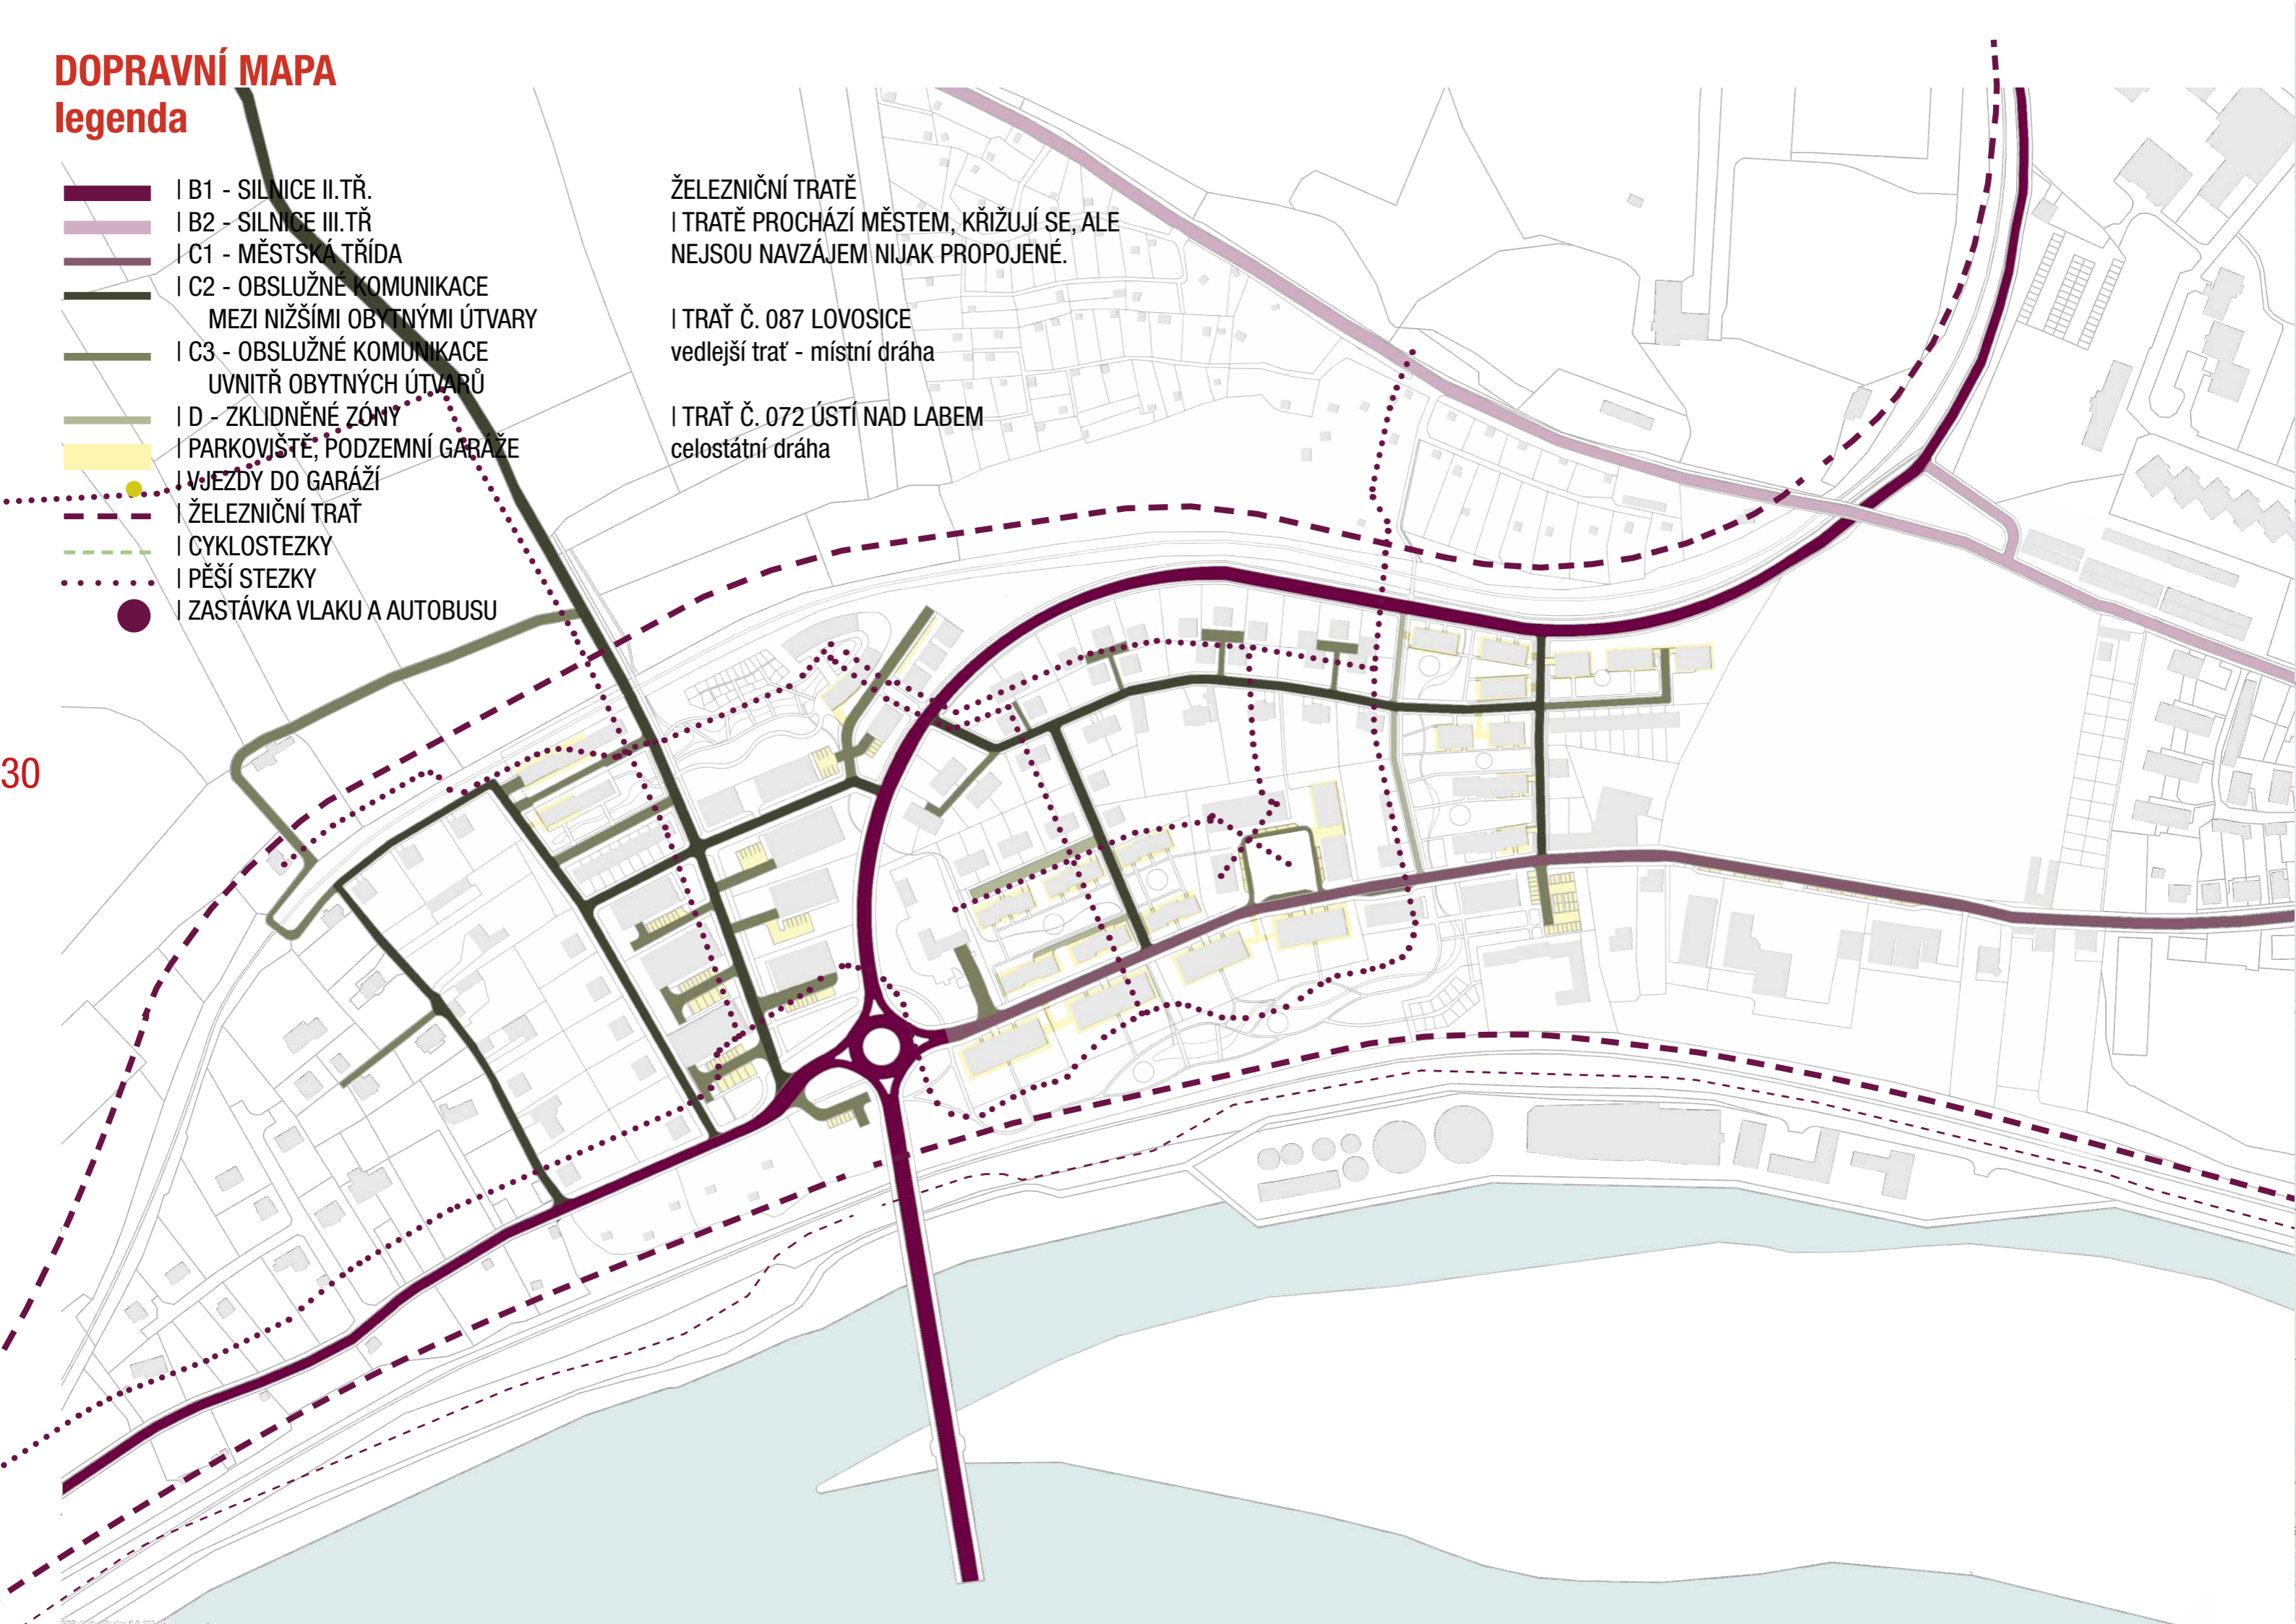 DOPRAVNÍ MAPA
legenda
| B1 - SILNICE II.TŘ.
| B2 - SILNICE III.TŘ
| C1 - MĚSTSKÁ TŘÍDA
| C2 - OBSLUŽNÉ KOMUNIKACE
MEZI NIŽŠÍMI OBYTNÝMI ÚTVARY
| C3 - OBSLUŽNÉ KOMUNIKACE
UVNITŘ OBYTNÝCH ÚTVARŮ
| D - ZKLIDNĚNÉ ZÓNY
| PARKOVIŠTĚ, PODZEMNÍ GARÁŽE
| VJEZDY DO GARÁŽÍ
| ŽELEZNIČNÍ TRAŤ
| CYKLOSTEZKY
| PĚŠÍ STEZKY
| ZASTÁVKA VLAKU A AUTOBUSU
ŽELEZNIČNÍ TRATĚ
| TRATĚ PROCHÁZÍ MĚSTEM, KŘIŽUJÍ SE, ALE
NEJSOU NAVZÁJEM NIJAK PROPOJENÉ.
| TRAŤ Č. 087 LOVOSICE
vedlejší trať - místní dráha
| TRAŤ Č. 072 ÚSTÍ NAD LABEM
celostátní dráha
30